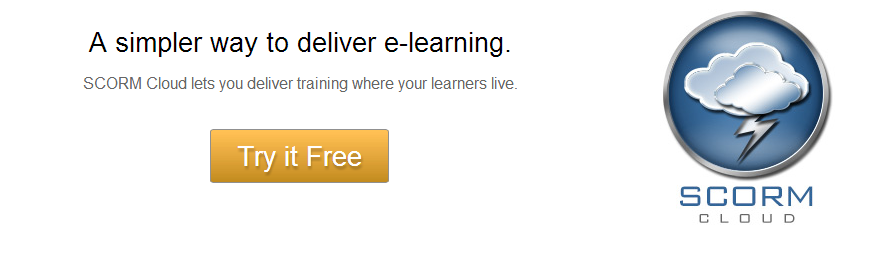 A simpler way to deliver e-learning.
SCORM Cloud lets you deliver training where your learners live.
Try it Free
SCORM
CLOUD